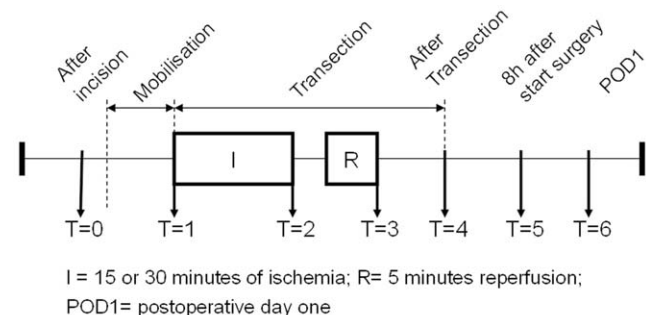 After
incision
Mobilisation
Transection
After
Transection
8h after
start surgery
POD1
I
R
T=0
T=1
T=2
T=3
T=4
T=5
T=6
I = 15 or 30 minutes of ischemia; R= 5 minutes reperfusion;
POD1= postoperative day one